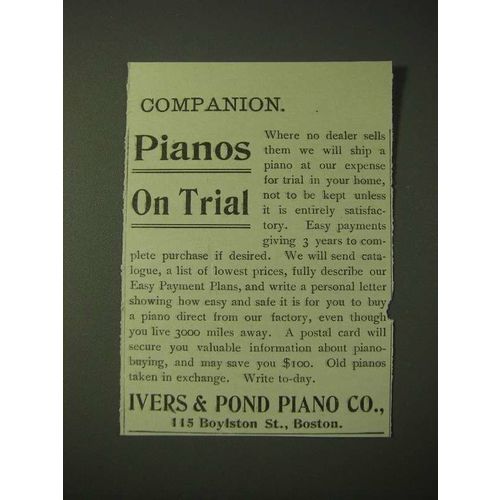 COMPANION.
Pianos
On Trial
Where no dealer sells
them we will ship a
piano at our expense
for trial in your home,
not to be kept unless
it is entirely satisfac-
tory. Easy payments
giving 3 years to com-
plete purchase if desired. We will send cata-
logue, a list of lowest prices, fully describe our
Easy Payment Plans, and write a personal letter
showing how easy and safe it is for you to buy
a piano direct from our factory, even though
you live 3000 miles away. A postal card will
secure you valuable information about piano-
buying, and may save you $100. Old pianos
taken in exchange. Write to-day.
IVERS & POND PIANO CO.,
115 Boylston St., Boston.